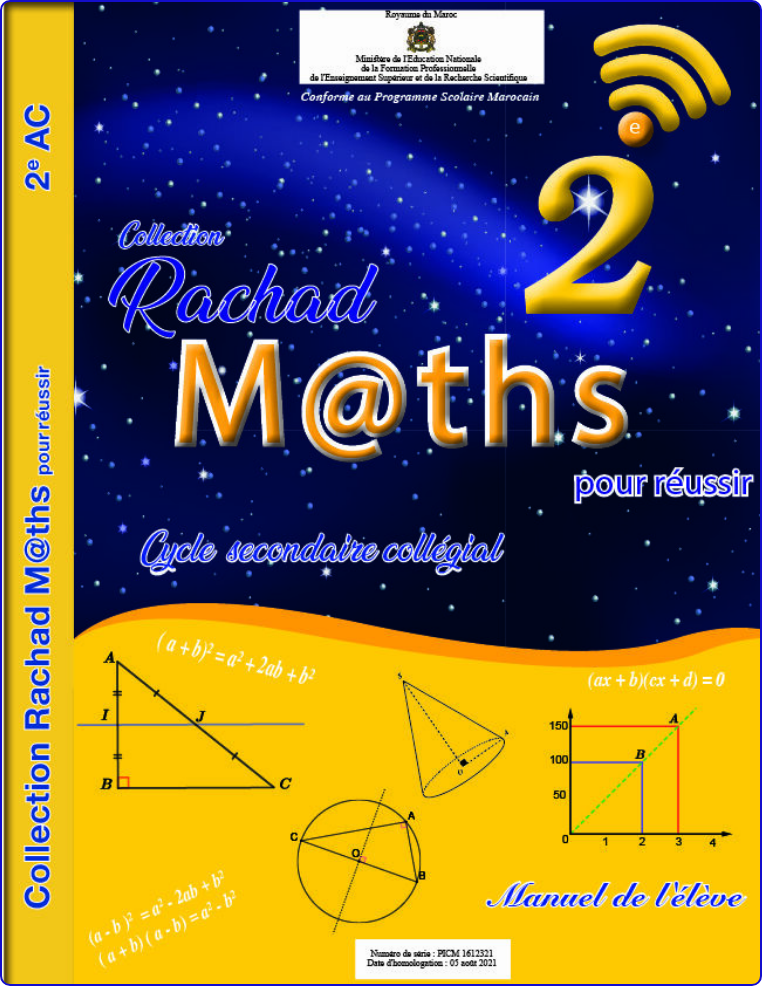 Royaume du Maroc
Ministère de l'Education Nationale
de la Formation Professionnelle
de l'Enseignement Supérieur et de la Recherche Scientifique
Conforme au Programme Scolaire Marocain
e
2
Collection
Rachad
M@ths
pour réussir
Cycle secondaire collégial
2e AC
Collection Rachad M@ths pour réussir
(a + b)² = a² + 2ab + b²
(ax + b)(cx + d) = 0
A
I
J
B
C
S
A
O
150
100
50
0
1
2
3
4
A
B
A
C
O
B
Manuel de l'élève
(a - b)² = a² - 2ab + b²
(a + b) (a - b) = a² - b²
Numéro de série : PICM 1612321
Date d'homologation : 05 août 2021